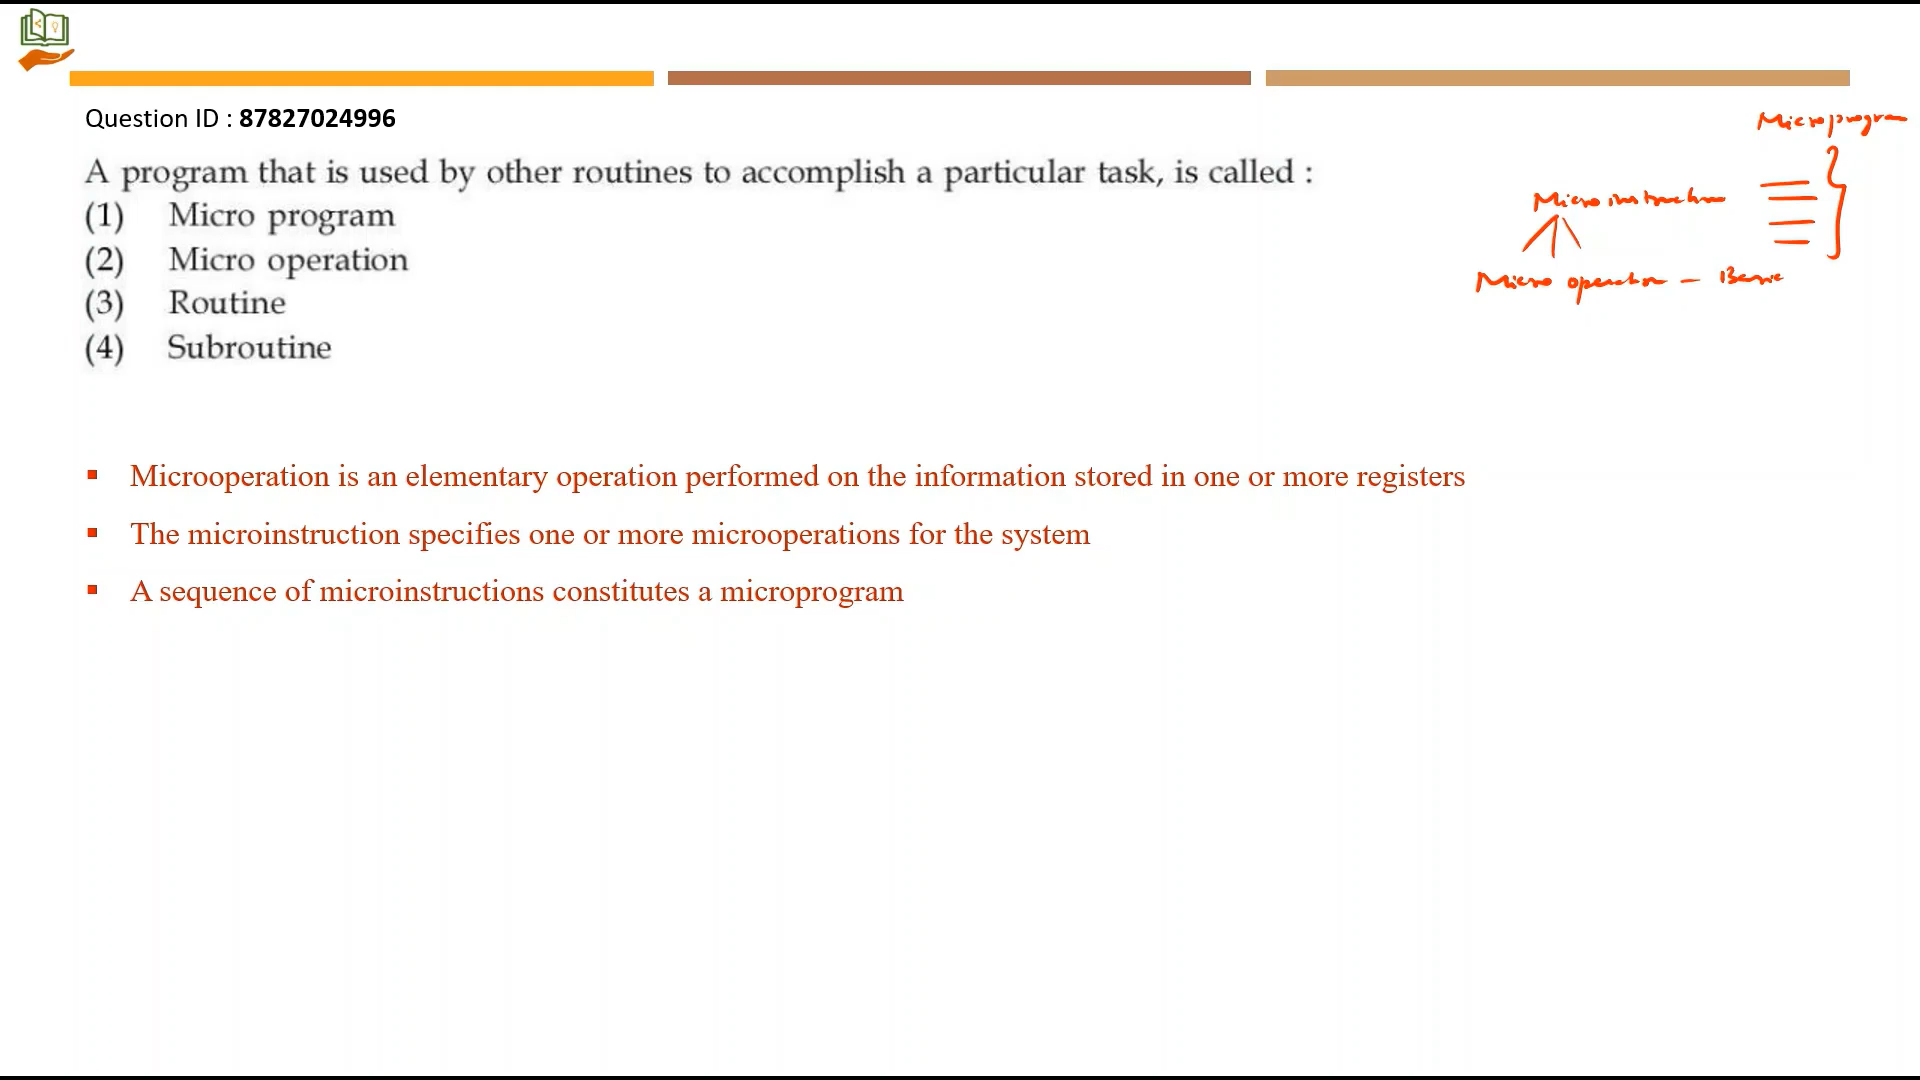 Question ID : 87827024996
A program that is used by other routines to accomplish a particular task, is called :
(1) Micro program
(2) Micro operation
(3) Routine
(4) Subroutine
Microprogram
Microinstruction
Micro operation - Basic
▪ Microoperation is an elementary operation performed on the information stored in one or more registers
▪ The microinstruction specifies one or more microoperations for the system
▪ A sequence of microinstructions constitutes a microprogram